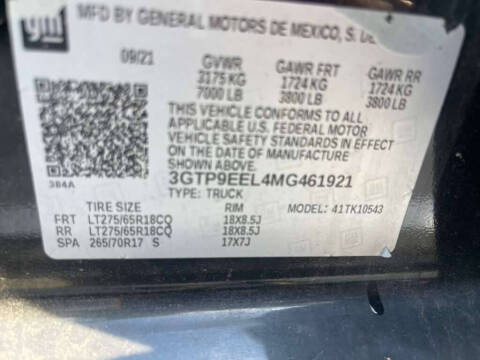 gm
MFD BY GENERAL MOTORS DE MEXICO, S. DE
09/21 GVWR GAWR FRT GAWR RR
3175 KG 1724 KG 1724 KG
7000 LB 3800 LB 3800 LB
THIS VEHICLE CONFORMS TO ALL
APPLICABLE U.S. FEDERAL MOTOR
VEHICLE SAFETY STANDARDS IN EFFECT
ON THE DATE OF MANUFACTURE
SHOWN ABOVE.
384A 3GTP9EEL4MG461921
TYPE: TRUCK
TIRE SIZE RIM MODEL: 41TK10543
FRT LT275/65R18CQ 18X8.5J
RR LT275/65R18CQ 18X8.5J
SPA 265/70R17 S 17X7J